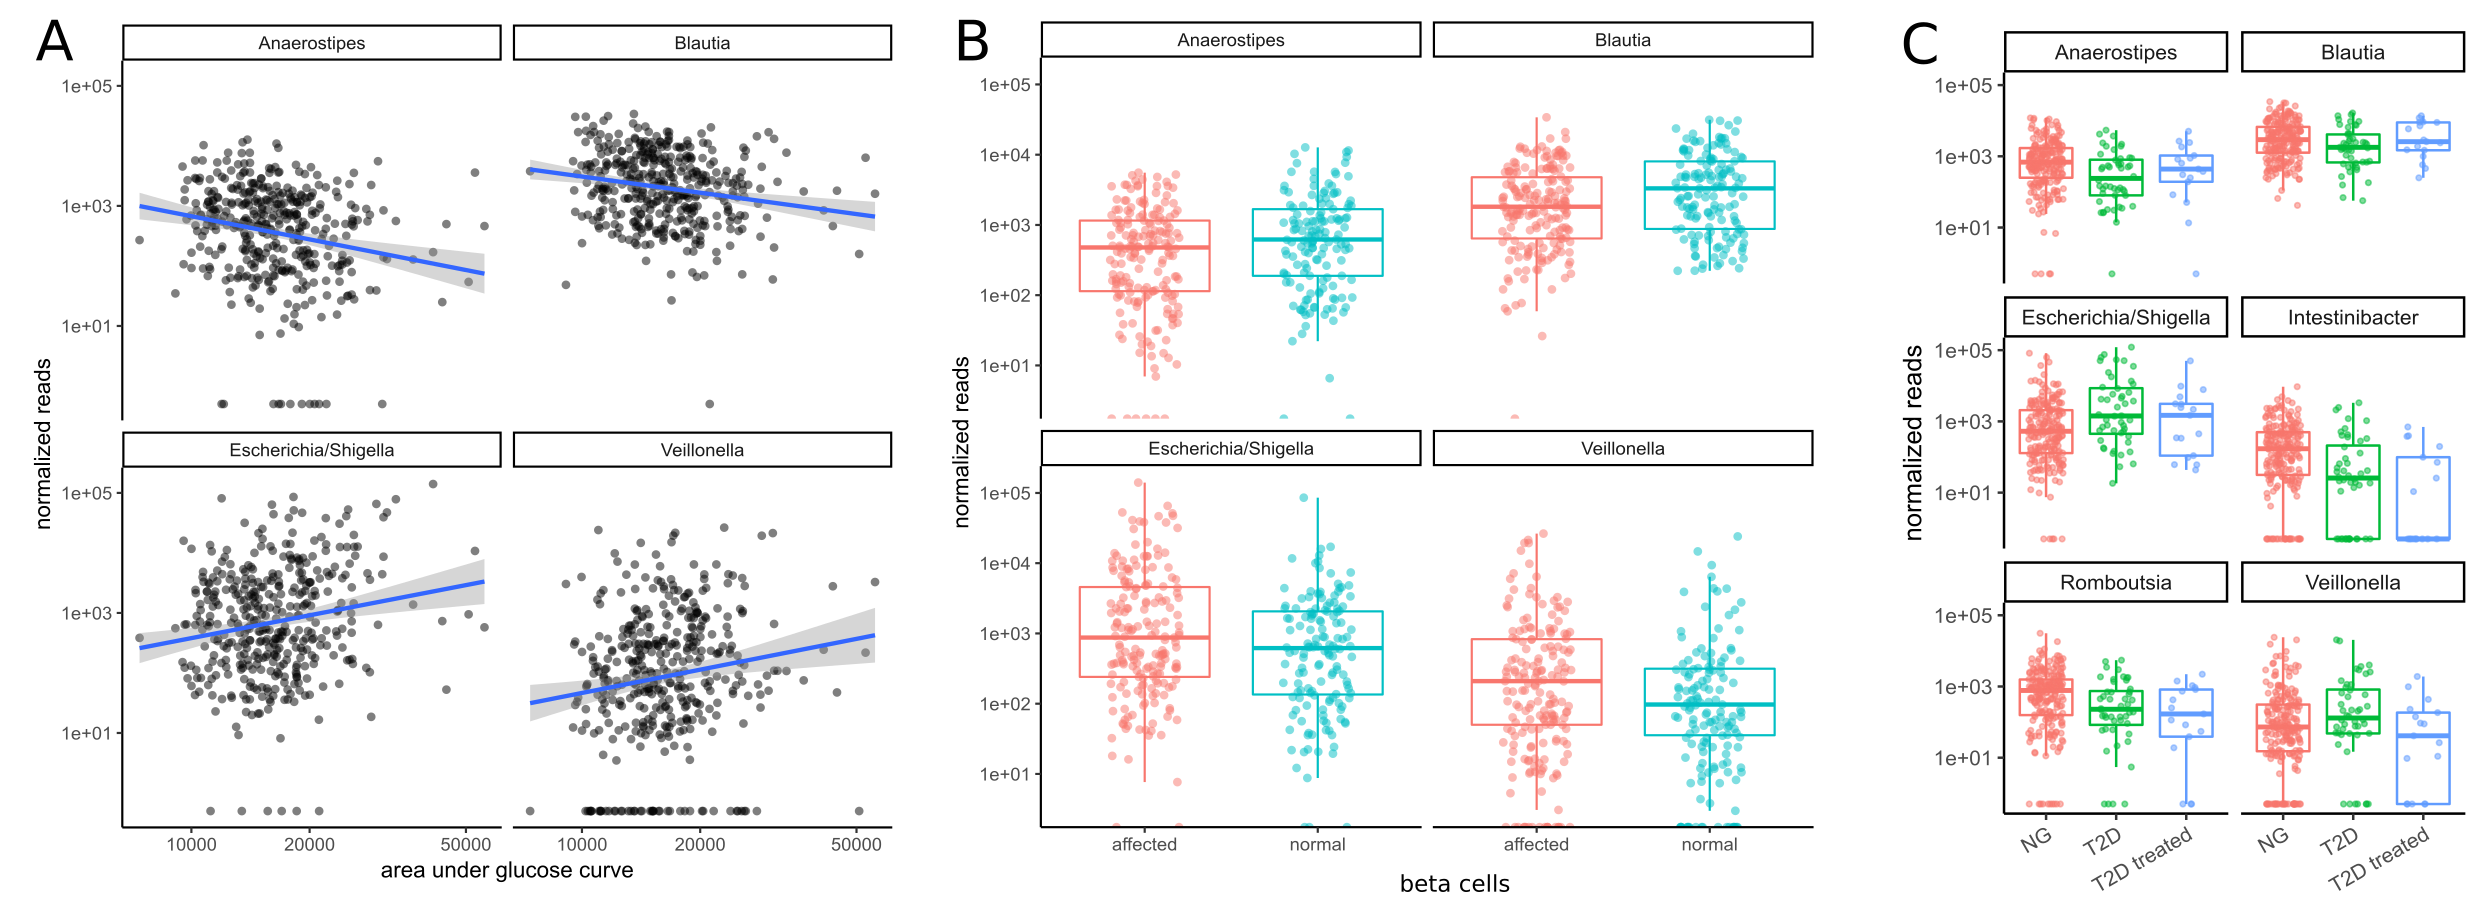 A
Anaerostipes
Blautia
1e+05
1e+03
1e+01
Escherichia/Shigella
Veillonella
1e+05
1e+03
1e+01
normalized reads
10000
20000
50000
10000
20000
50000
area under glucose curve
B
Anaerostipes
Blautia
1e+05
1e+04
1e+03
1e+02
1e+01
Escherichia/Shigella
Veillonella
1e+05
1e+04
1e+03
1e+02
1e+01
normalized reads
affected
normal
affected
normal
beta cells
C
Anaerostipes
Blautia
1e+05
1e+03
1e+01
Escherichia/Shigella
Intestinibacter
1e+05
1e+03
1e+01
Romboutsia
Veillonella
1e+05
1e+03
1e+01
normalized reads
NG
T2D
T2D treated
NG
T2D
T2D treated